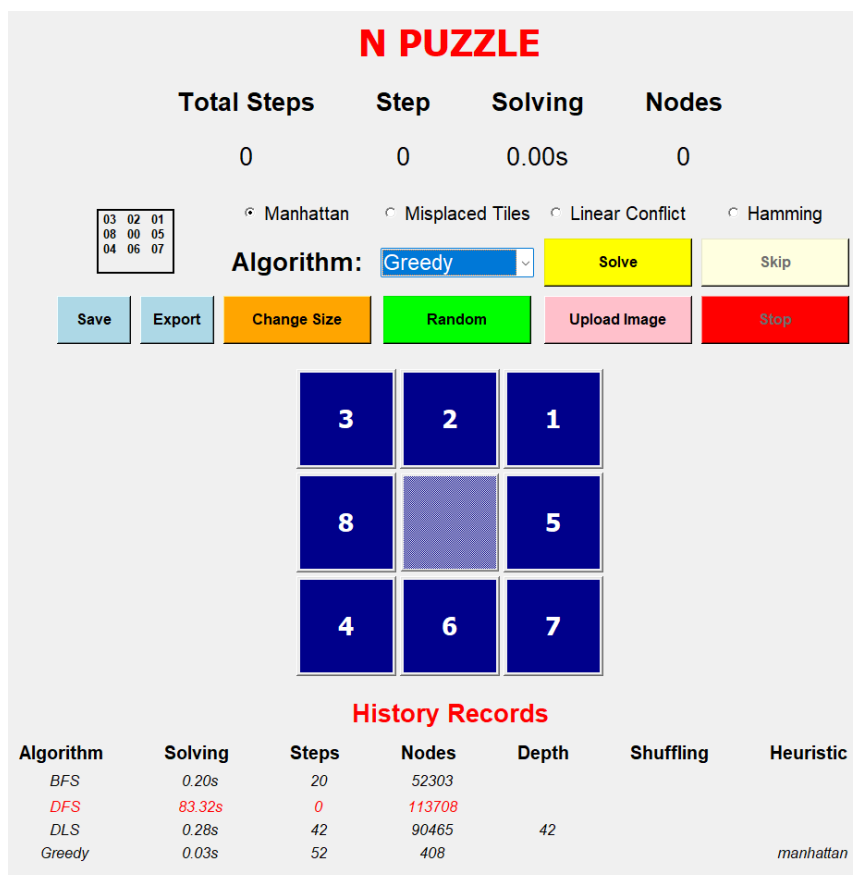 N PUZZLE
Total Steps Step Solving Nodes
0 0 0.00s 0
03 02 01
08 00 05
04 06 07
Manhattan Misplaced Tiles Linear Conflict Hamming
Algorithm: Greedy Solve Skip
Save Export Change Size Random Upload Image Stop
3 2 1
8 5
4 6 7
History Records
Algorithm Solving Steps Nodes Depth Shuffling Heuristic
BFS 0.20s 20 52303
DFS 83.32s 0 113708
DLS 0.28s 42 90465 42
Greedy 0.03s 52 408 manhattan